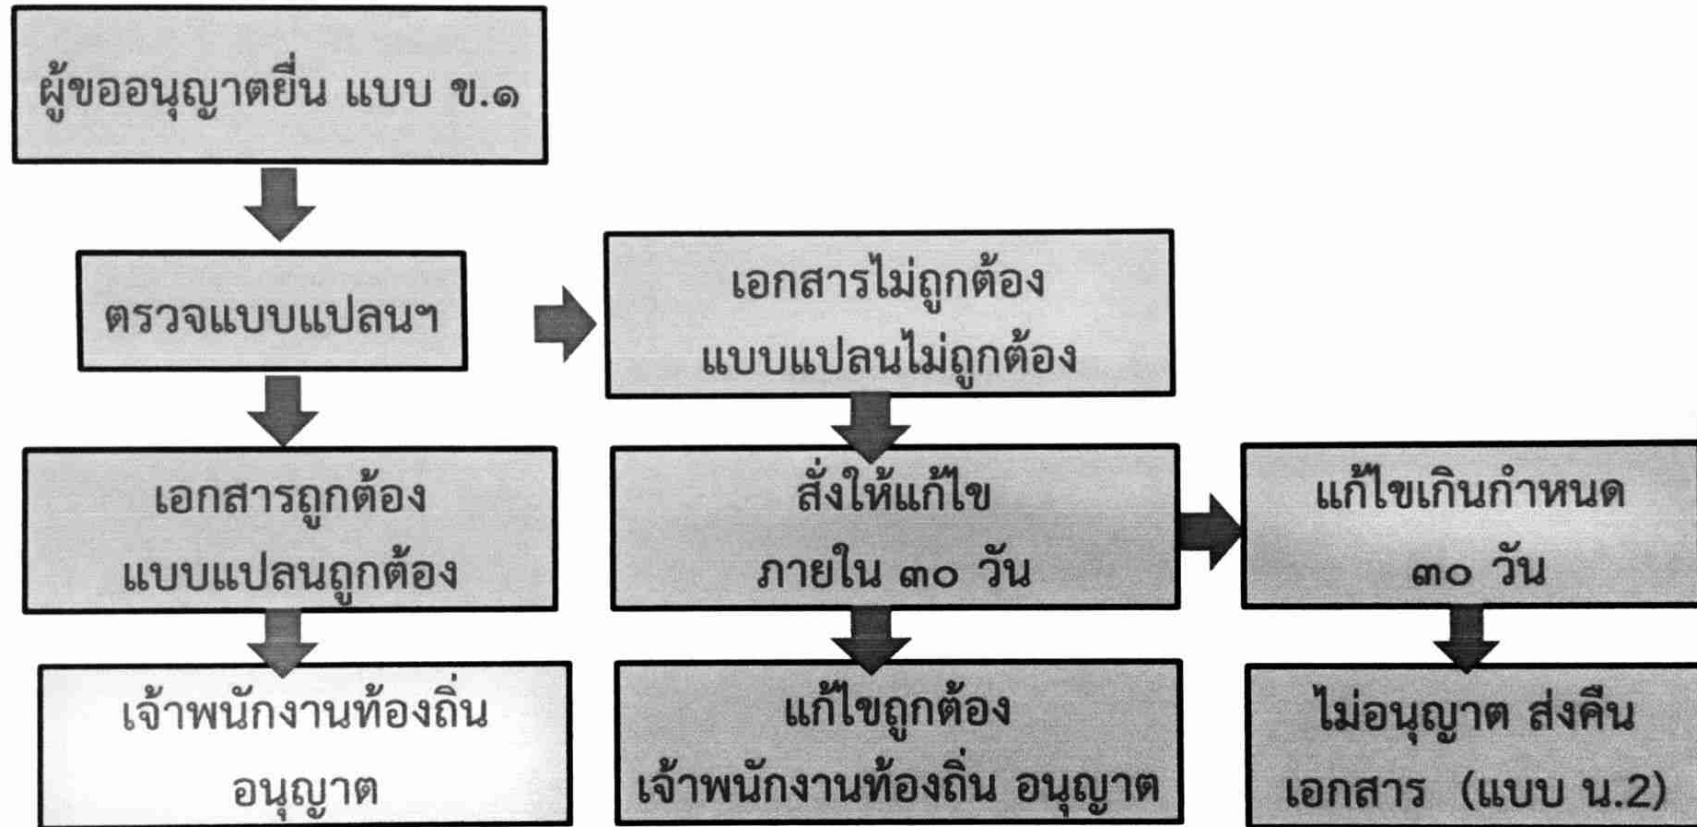 ผู้ขออนุญาตยื่น แบบ ข.๑
ตรวจแบบแปลนฯ
เอกสารไม่ถูกต้อง
แบบแปลนไม่ถูกต้อง
เอกสารถูกต้อง
แบบแปลนถูกต้อง
สั่งให้แก้ไข
ภายใน ๓๐ วัน
แก้ไขเกินกำหนด
๓๐ วัน
เจ้าพนักงานท้องถิ่น
อนุญาต
แก้ไขถูกต้อง
เจ้าพนักงานท้องถิ่น อนุญาต
ไม่อนุญาต ส่งคืน
เอกสาร (แบบ น.2)